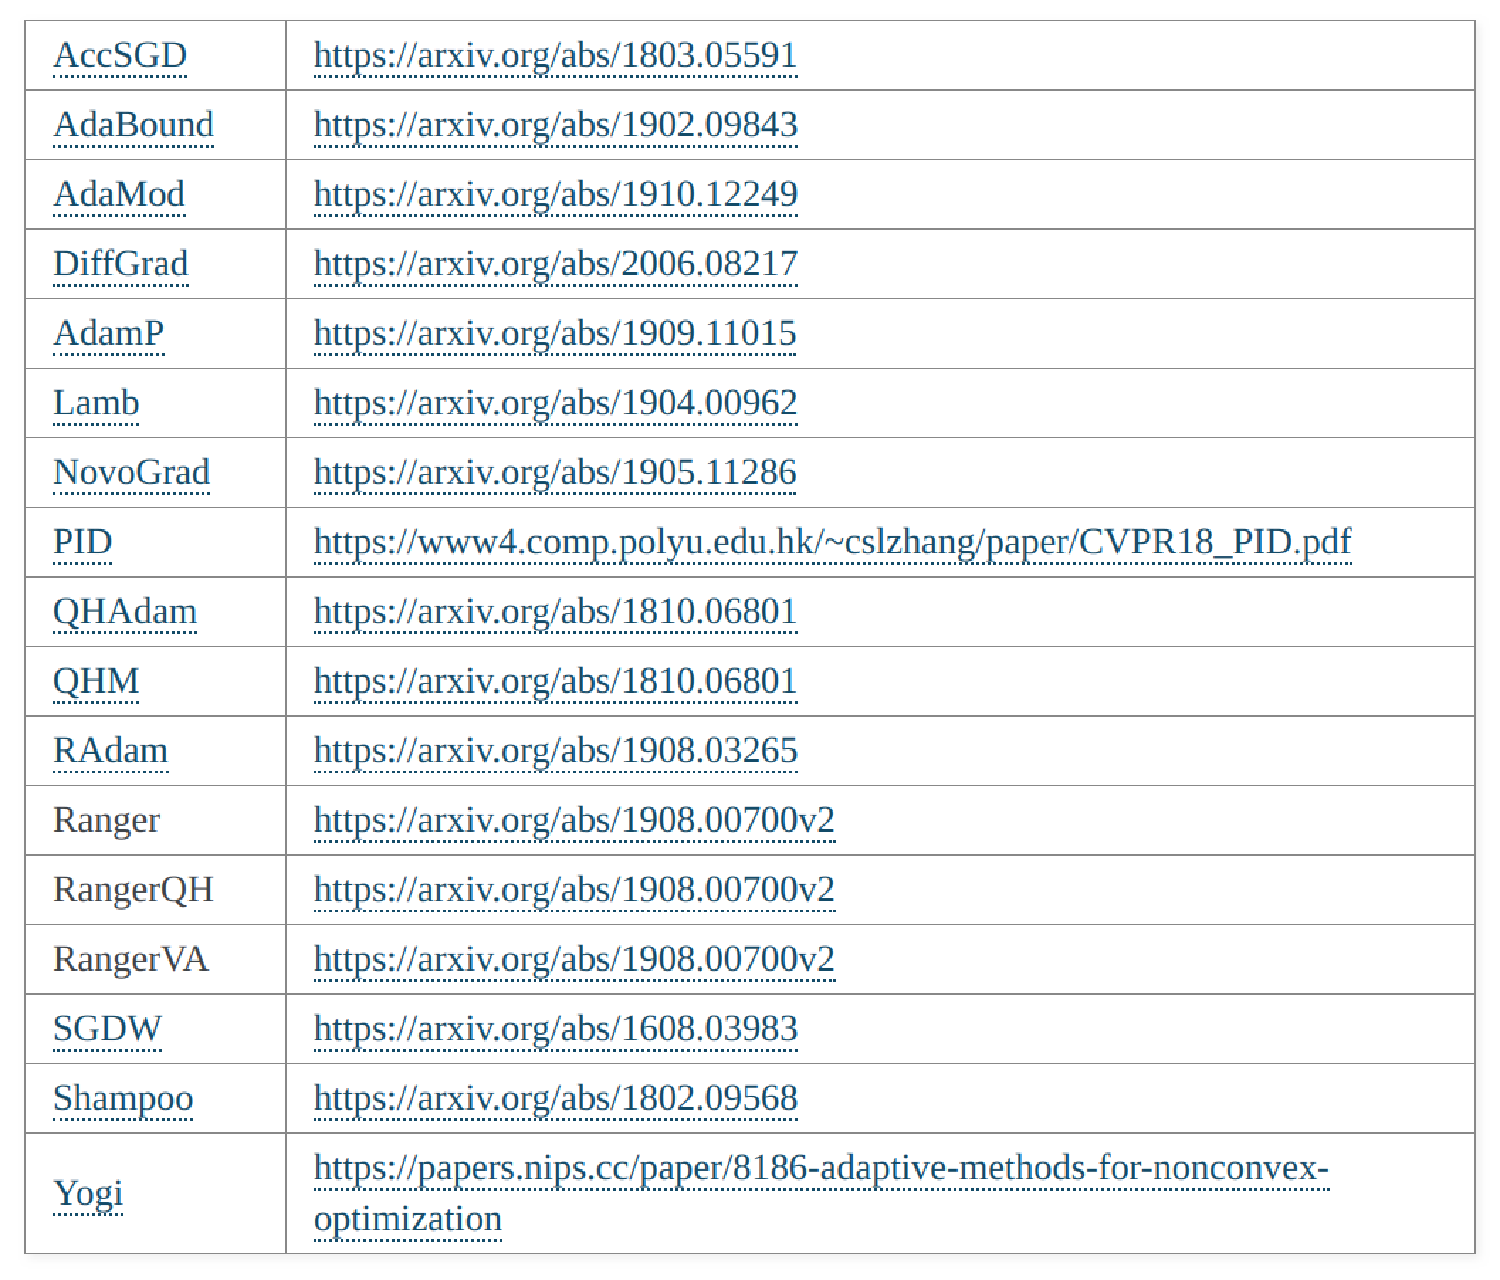 AccSGD https://arxiv.org/abs/1803.05591
AdaBound https://arxiv.org/abs/1902.09843
AdaMod https://arxiv.org/abs/1910.12249
DiffGrad https://arxiv.org/abs/2006.08217
AdamP https://arxiv.org/abs/1909.11015
Lamb https://arxiv.org/abs/1904.00962
NovoGrad https://arxiv.org/abs/1905.11286
PID https://www4.comp.polyu.edu.hk/~cslzhang/paper/CVPR18_PID.pdf
QHAdam https://arxiv.org/abs/1810.06801
QHM https://arxiv.org/abs/1810.06801
RAdam https://arxiv.org/abs/1908.03265
Ranger https://arxiv.org/abs/1908.00700v2
RangerQH https://arxiv.org/abs/1908.00700v2
RangerVA https://arxiv.org/abs/1908.00700v2
SGDW https://arxiv.org/abs/1608.03983
Shampoo https://arxiv.org/abs/1802.09568
Yogi https://papers.nips.cc/paper/8186-adaptive-methods-for-nonconvex-
optimization